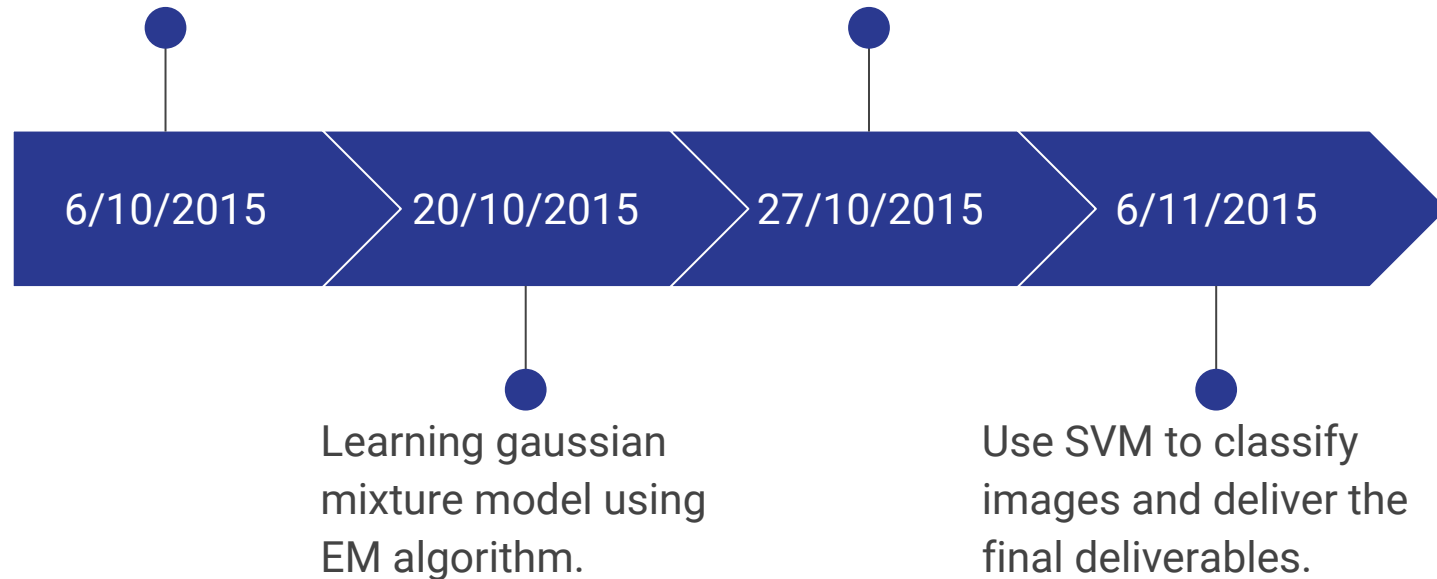 6/10/2015
20/10/2015
27/10/2015
6/11/2015
Learning gaussian
mixture model using
EM algorithm.
Use SVM to classify
images and deliver the
final deliverables.